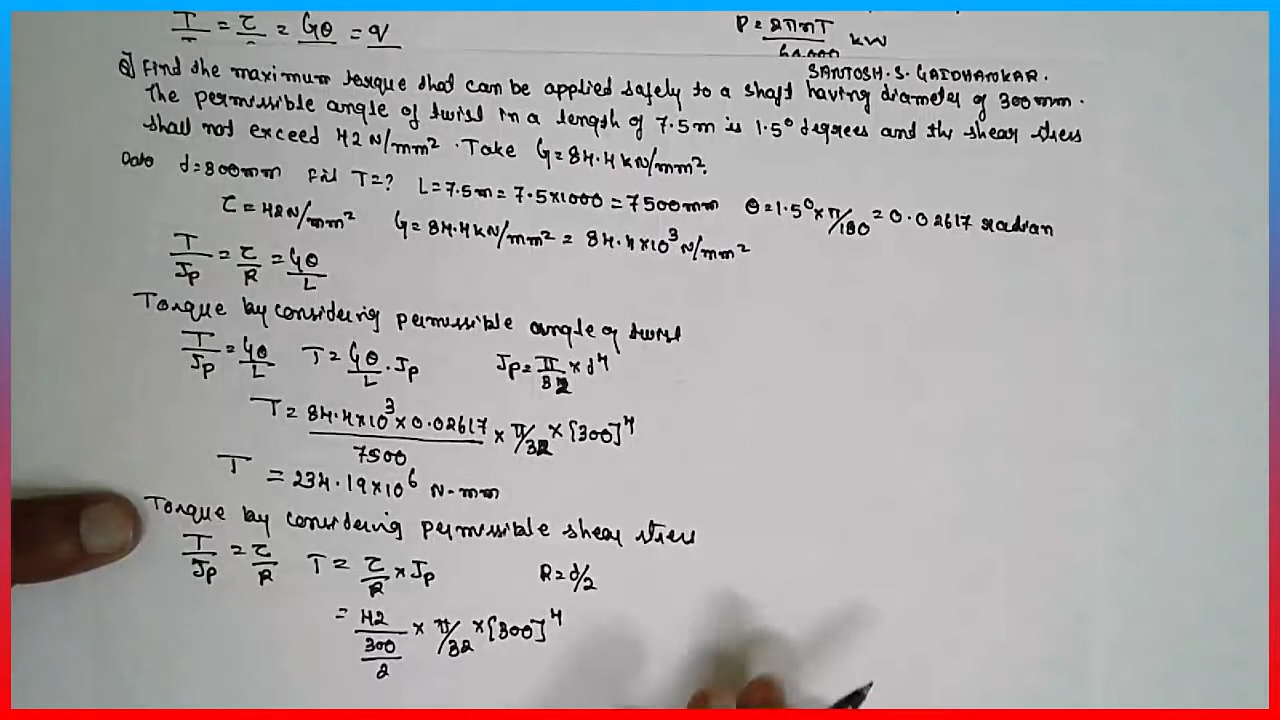 T = τ = Gθ = q
P = 2πnT / 60,000 kW
SANTOSH.S. GAIDHANKAR.
Q) Find the maximum torque that can be applied safely to a shaft having diameter of 300mm.
The permissible angle of twist in a length of 7.5m is 1.5° degrees and the shear stress
shall not exceed 42 N/mm². Take G = 84.4 kN/mm².
Data d=300mm Find T=? L=7.5m = 7.5×1000 = 7500mm θ=1.5° × π/180 = 0.02617 radian
τ = 42N/mm² G = 84.4kN/mm² = 84.4×10³ N/mm²
T/Jp = τ/R = Gθ/L
Torque by considering permissible angle of twist
T/Jp = Gθ/L T = Gθ/L . Jp Jp = π/32 × d⁴
T = 84.4×10³×0.02617 / 7500 × π/32 × [300]⁴
T = 234.19×10⁶ N-mm
Torque by considering permissible shear stress
T/Jp = τ/R T = τ/R × Jp R = d/2
= 42 / 300/2 × π/32 × [300]⁴